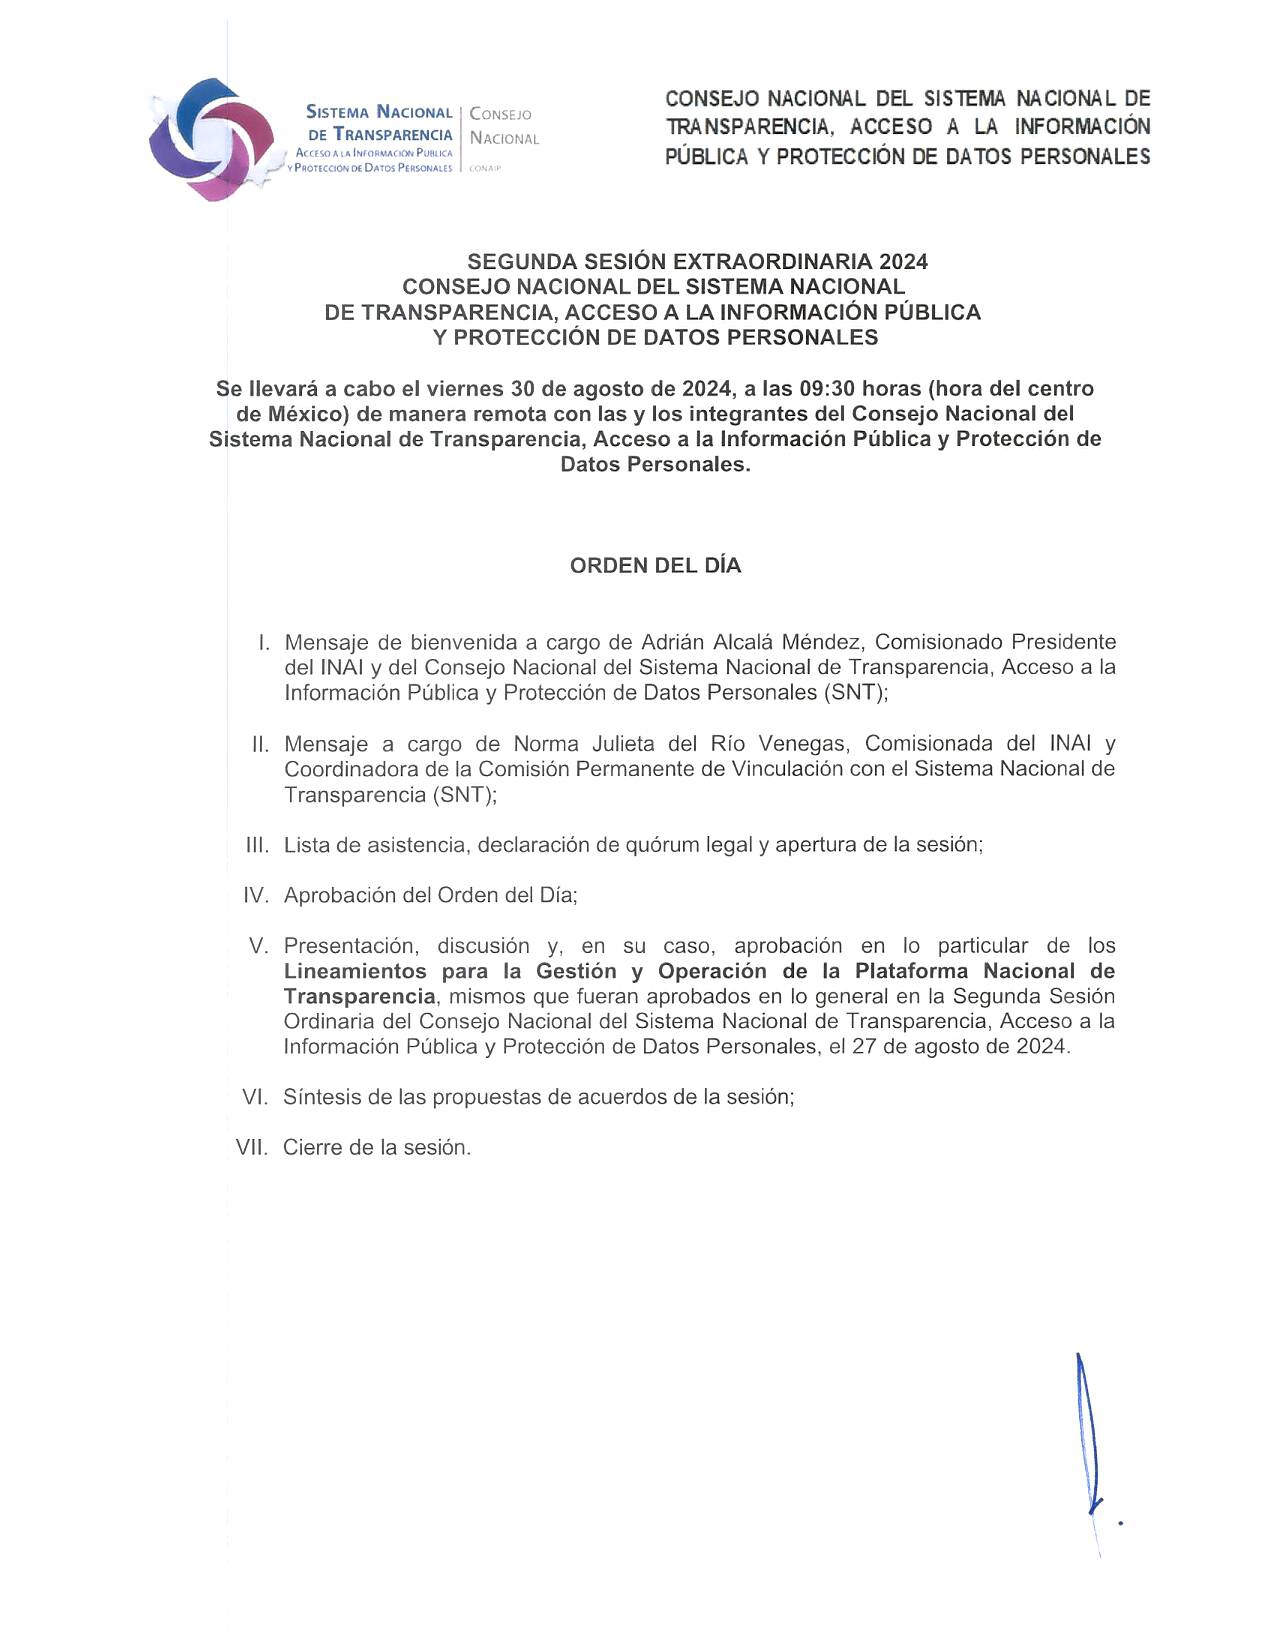 SISTEMA NACIONAL
DE TRANSPARENCIA
ACCESO A LA INFORMACIÓN PÚBLICA
Y PROTECCIÓN DE DATOS PERSONALES
CONSEJO
NACIONAL
CONAIP
CONSEJO NACIONAL DEL SISTEMA NACIONAL DE
TRANSPARENCIA, ACCESO A LA INFORMACIÓN
PÚBLICA Y PROTECCIÓN DE DATOS PERSONALES
SEGUNDA SESIÓN EXTRAORDINARIA 2024
CONSEJO NACIONAL DEL SISTEMA NACIONAL
DE TRANSPARENCIA, ACCESO A LA INFORMACIÓN PÚBLICA
Y PROTECCIÓN DE DATOS PERSONALES
Se llevará a cabo el viernes 30 de agosto de 2024, a las 09:30 horas (hora del centro
de México) de manera remota con las y los integrantes del Consejo Nacional del
Sistema Nacional de Transparencia, Acceso a la Información Pública y Protección de
Datos Personales.
ORDEN DEL DÍA
I. Mensaje de bienvenida a cargo de Adrián Alcalá Méndez, Comisionado Presidente
del INAI y del Consejo Nacional del Sistema Nacional de Transparencia, Acceso a la
Información Pública y Protección de Datos Personales (SNT);
II. Mensaje a cargo de Norma Julieta del Río Venegas, Comisionada del INAI y
Coordinadora de la Comisión Permanente de Vinculación con el Sistema Nacional de
Transparencia (SNT);
III. Lista de asistencia, declaración de quórum legal y apertura de la sesión;
IV. Aprobación del Orden del Día;
V. Presentación, discusión y, en su caso, aprobación en lo particular de los
Lineamientos para la Gestión y Operación de la Plataforma Nacional de
Transparencia, mismos que fueran aprobados en lo general en la Segunda Sesión
Ordinaria del Consejo Nacional del Sistema Nacional de Transparencia, Acceso a la
Información Pública y Protección de Datos Personales, el 27 de agosto de 2024.
VI. Síntesis de las propuestas de acuerdos de la sesión;
VII. Cierre de la sesión.